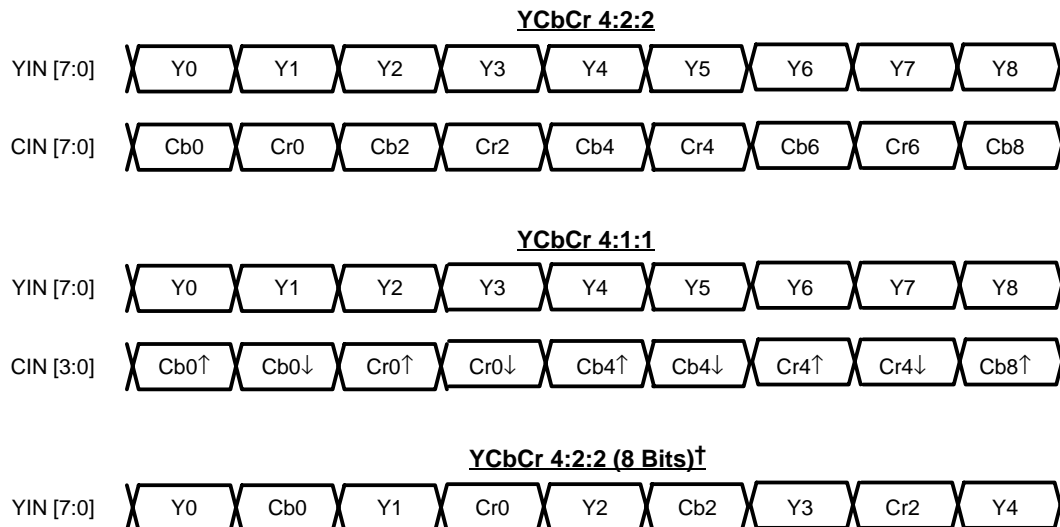 YCbCr 4:2:2
YIN [7:0] Y0 Y1 Y2 Y3 Y4 Y5 Y6 Y7 Y8
CIN [7:0] Cb0 Cr0 Cb2 Cr2 Cb4 Cr4 Cb6 Cr6 Cb8
YCbCr 4:1:1
YIN [7:0] Y0 Y1 Y2 Y3 Y4 Y5 Y6 Y7 Y8
CIN [3:0] Cb0↑ Cb0↓ Cr0↑ Cr0↓ Cb4↑ Cb4↓ Cr4↑ Cr4↓ Cb8↑
YCbCr 4:2:2 (8 Bits)†
YIN [7:0] Y0 Cb0 Y1 Cr0 Y2 Cb2 Y3 Cr2 Y4